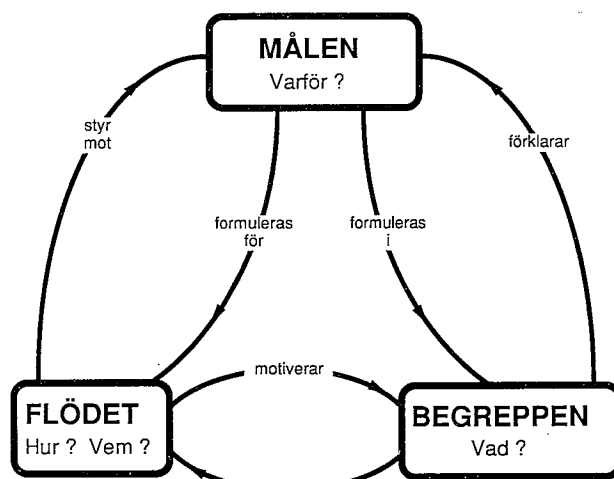 MÅLEN
Varför ?
styr
mot
förklarar
formuleras
för
formuleras
i
motiverar
FLÖDET
Hur ? Vem ?
BEGREPPEN
Vad ?